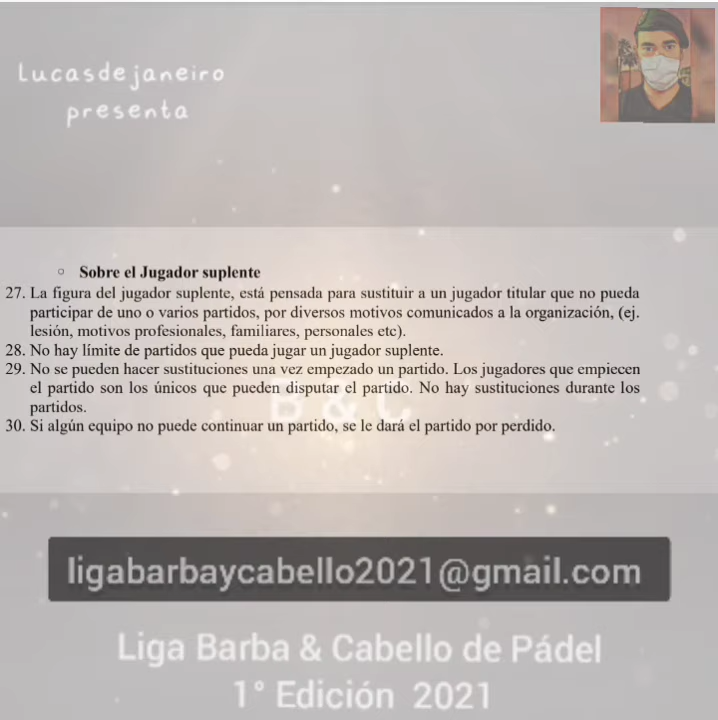 Lucasdejaneiro
presenta
Sobre el Jugador suplente
27. La figura del jugador suplente, está pensada para sustituir a un jugador titular que no pueda
participar de uno o varios partidos, por diversos motivos comunicados a la organización, (ej.
lesión, motivos profesionales, familiares, personales etc).
28. No hay límite de partidos que pueda jugar un jugador suplente.
29. No se pueden hacer sustituciones una vez empezado un partido. Los jugadores que empiecen
el partido son los únicos que pueden disputar el partido. No hay sustituciones durante los
partidos.
B & C
30. Si algún equipo no puede continuar un partido, se le dará el partido por perdido.
ligabarbaycabello2021@gmail.com
Liga Barba & Cabello de Pádel
1° Edición 2021